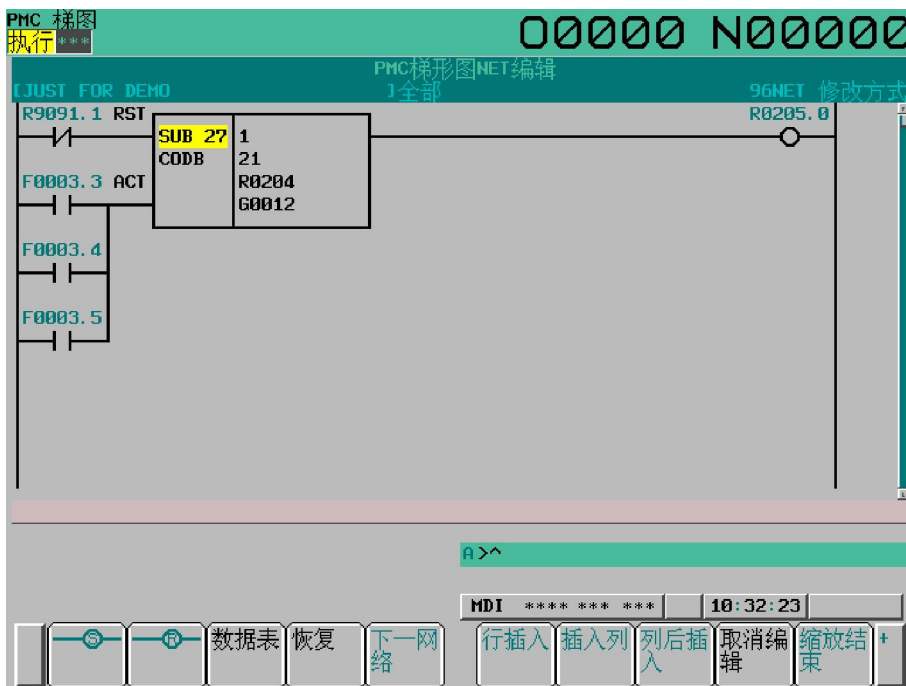 PMC 梯图
执行 ***
O0000 N00000
PMC梯形图NET编辑
[JUST FOR DEMO ]全部 96NET 修改方式
R9091.1 RST R0205.0
SUB 27 1
CODB 21
F0003.3 ACT R0204
G0012
F0003.4
F0003.5
A>^
MDI **** *** *** 10:32:23
S R 数据表 恢复 下一网络 行插入 插入列 列后插入 取消编辑 缩放结束 +